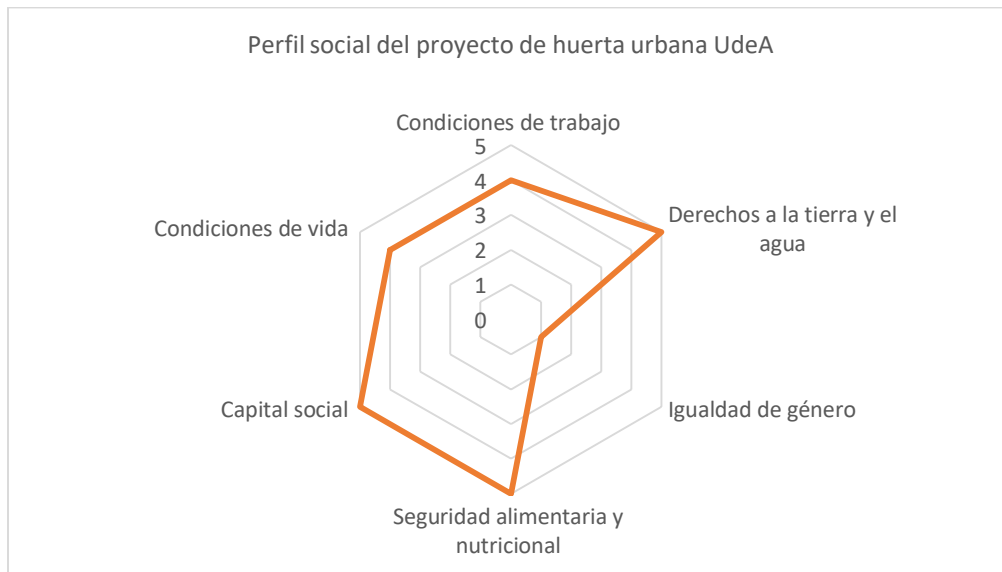 Perfil social del proyecto de huerta urbana UdeA
Condiciones de trabajo
5
4
3
2
1
0
Derechos a la tierra y el
agua
Igualdad de género
Seguridad alimentaria y
nutricional
Capital social
Condiciones de vida